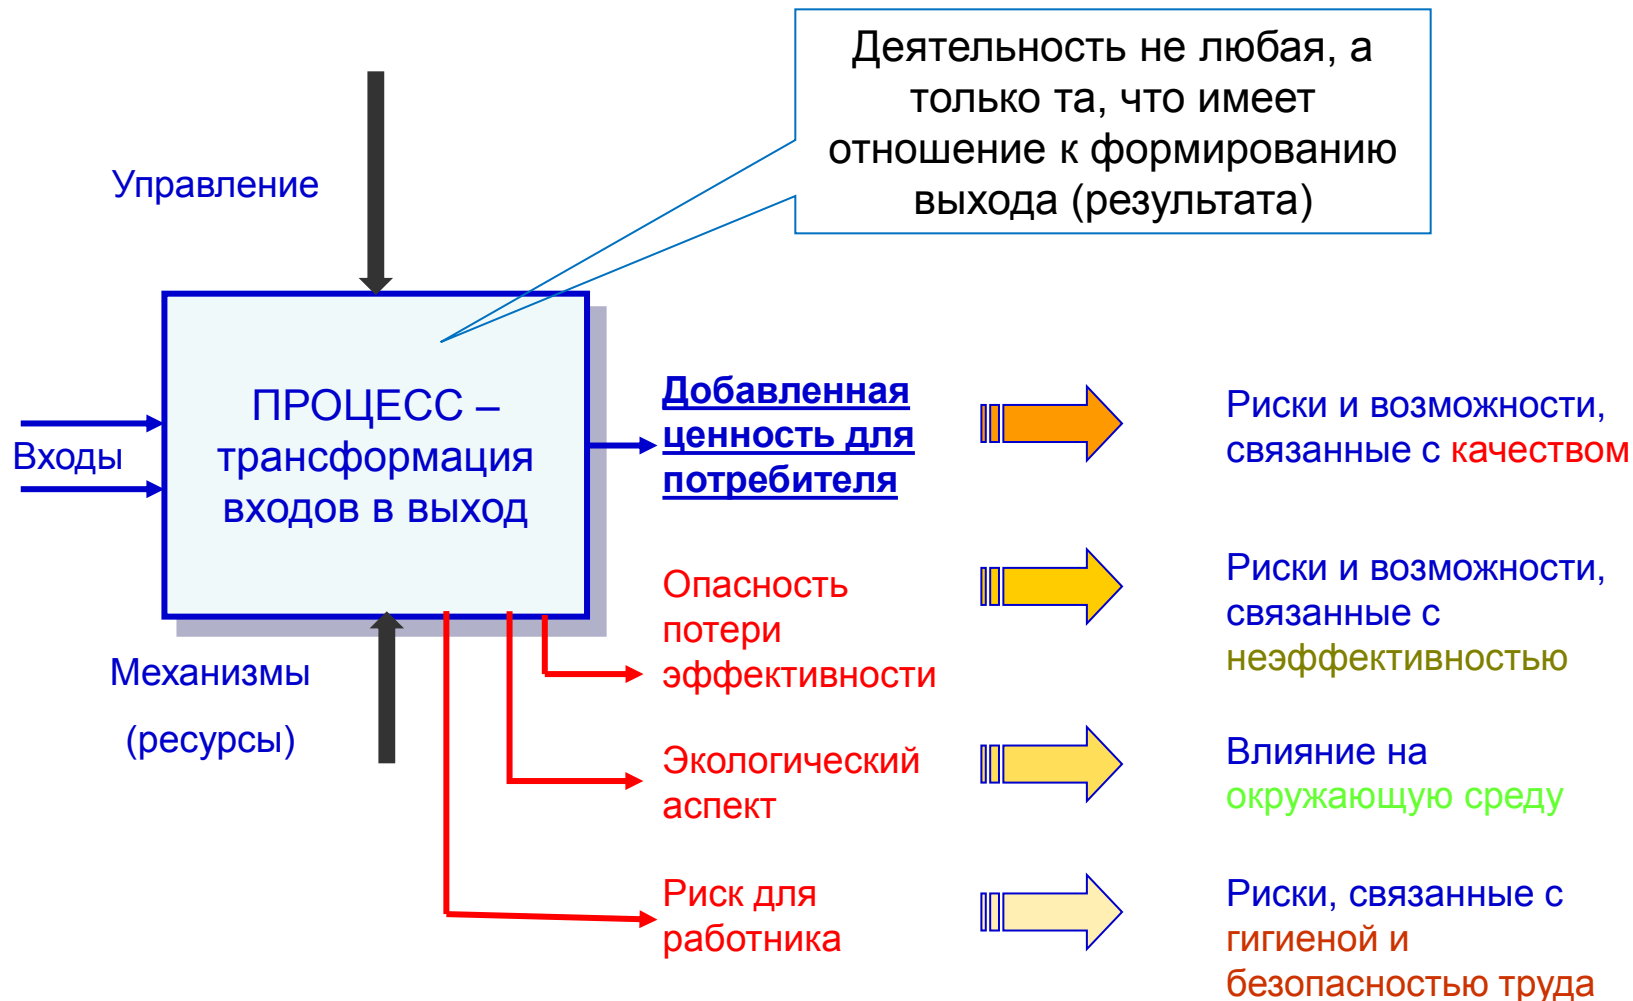 Деятельность не любая, а
только та, что имеет
отношение к формированию
выхода (результата)
Управление
ПРОЦЕСС –
трансформация
входов в выход
Входы
Механизмы
(ресурсы)
Добавленная
ценность для
потребителя
Риски и возможности,
связанные с качеством
Опасность
потери
эффективности
Риски и возможности,
связанные с
неэффективностью
Экологический
аспект
Влияние на
окружающую среду
Риск для
работника
Риски, связанные с
гигиеной и
безопасностью труда